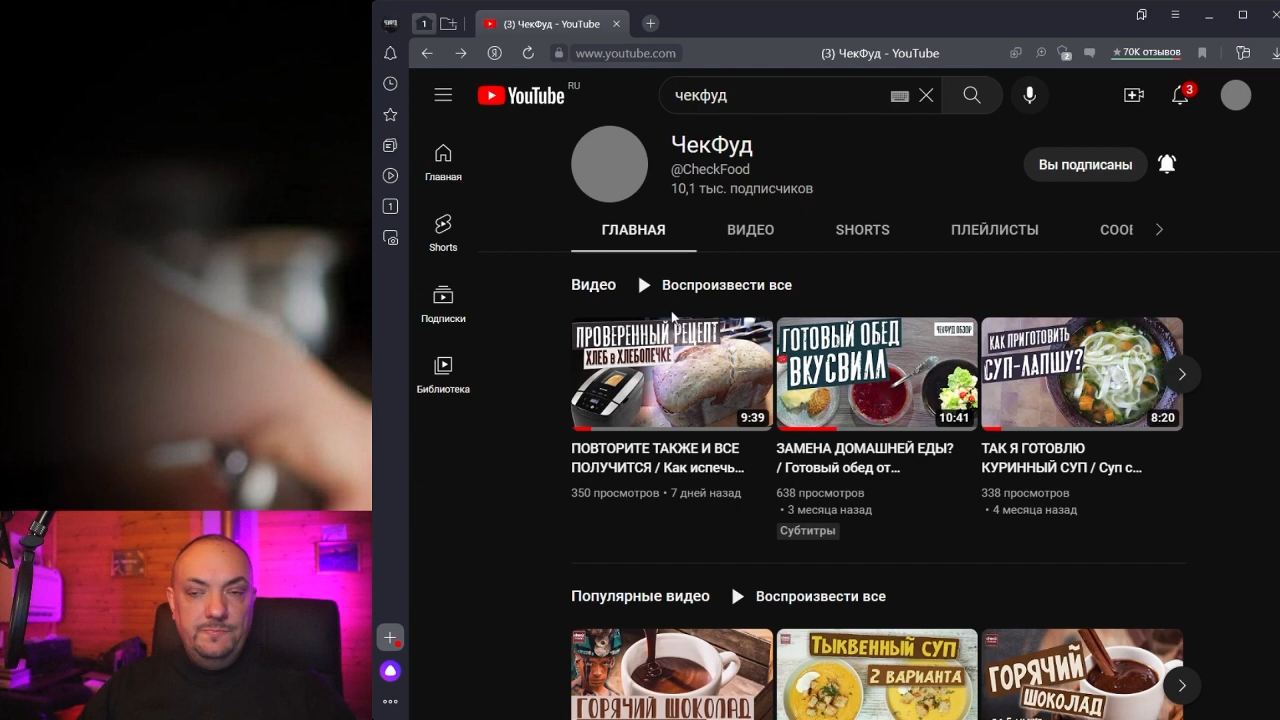 1
(3) ЧекФуд - YouTube
www.youtube.com
(3) ЧекФуд - YouTube
2
★ 70K отзывов
YouTube
RU
чекфуд
3
Главная
Shorts
Подписки
Библиотека
1
ЧекФуд
@CheckFood
10,1 тыс. подписчиков
Вы подписаны
ГЛАВНАЯ
ВИДЕО
SHORTS
ПЛЕЙЛИСТЫ
СООБ
Видео
Воспроизвести все
ПРОВЕРЕННЫЙ РЕЦЕПТ
ХЛЕБ В ХЛЕБОПЕЧКЕ
9:39
ПОВТОРИТЕ ТАКЖЕ И ВСЕ
ПОЛУЧИТСЯ / Как испечь...
350 просмотров • 7 дней назад
ГОТОВЫЙ ОБЕД
ВКУСВИЛЛ
ЧЕКФУД ОБЗОР
10:41
ЗАМЕНА ДОМАШНЕЙ ЕДЫ?
/ Готовый обед от...
638 просмотров
• 3 месяца назад
Субтитры
КАК ПРИГОТОВИТЬ
СУП-ЛАПШУ?
8:20
ТАК Я ГОТОВЛЮ
КУРИННЫЙ СУП / Суп с...
338 просмотров
• 4 месяца назад
Популярные видео
Воспроизвести все
ГОРЯЧИЙ ШОКОЛАД
ТЫКВЕННЫЙ СУП
2 ВАРИАНТА
ГОРЯЧИЙ
ШОКОЛАД